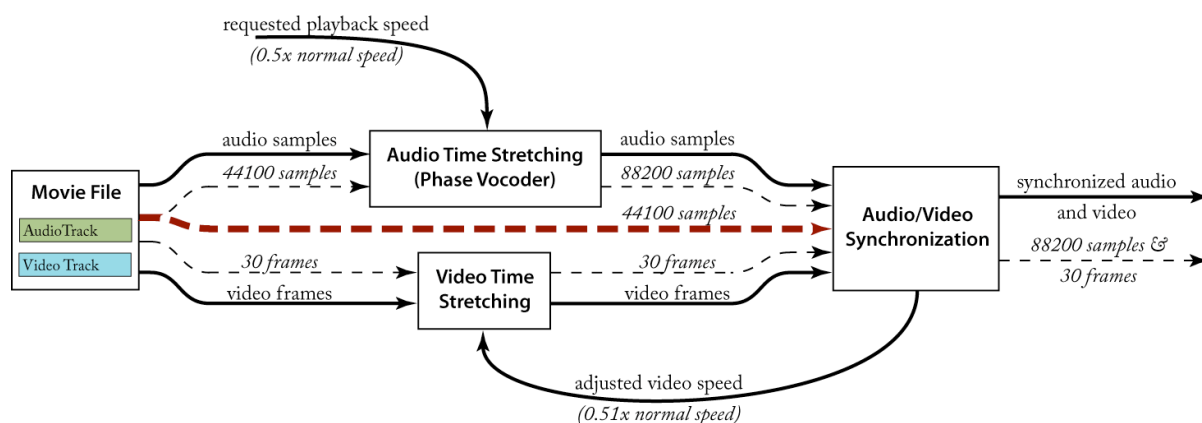 requested playback speed
(0.5x normal speed)
audio samples
44100 samples
Audio Time Stretching
(Phase Vocoder)
audio samples
88200 samples
44100 samples
Movie File
AudioTrack
Video Track
30 frames
video frames
Video Time
Stretching
30 frames
video frames
Audio/Video
Synchronization
synchronized audio
and video
88200 samples &
30 frames
adjusted video speed
(0.51x normal speed)